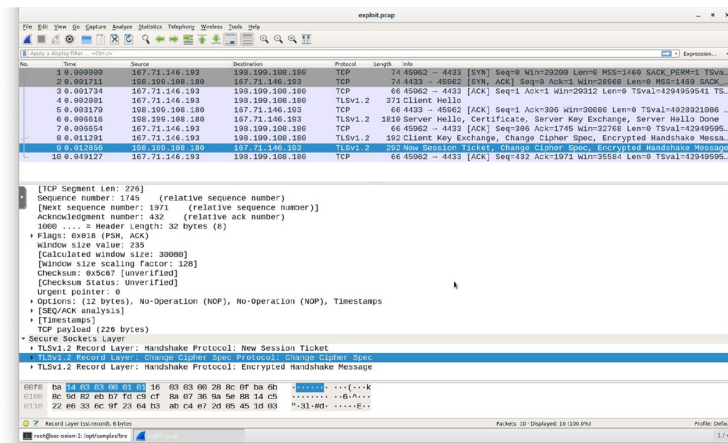 exploit.pcap
File Edit View Go Capture Analyze Statistics Telephony Wireless Tools Help
Apply a display filter ... <Ctrl-/>
Expression...
No. Time Source Destination Protocol Length Info
1 0.000000 167.71.146.193 198.199.108.180 TCP 74 45962 → 4433 [SYN] Seq=0 Win=29200 Len=0 MSS=1460 SACK_PERM=1 TSva…
2 0.001711 198.199.108.180 167.71.146.193 TCP 74 4433 → 45962 [SYN, ACK] Seq=0 Ack=1 Win=28960 Len=0 MSS=1460 SACK_…
3 0.001734 167.71.146.193 198.199.108.180 TCP 66 45962 → 4433 [ACK] Seq=1 Ack=1 Win=29312 Len=0 TSval=4294959541 TS…
4 0.002901 167.71.146.193 198.199.108.180 TLSv1.2 371 Client Hello
5 0.003179 198.199.108.180 167.71.146.193 TCP 66 4433 → 45962 [ACK] Seq=1 Ack=306 Win=30080 Len=0
6 0.006616 198.199.108.180 167.71.146.193 TLSv1.2 1810 Server Hello, Certificate, Server Key Exchange, Server Hello Done
7 0.006654 167.71.146.193 198.199.108.180 TCP 66 45962 → 4433 [ACK] Seq=306 Ack=1745 Win=32768 Len=0 TSval=42949595…
8 0.011291 167.71.146.193 198.199.108.180 TLSv1.2 192 Client Key Exchange, Change Cipher Spec, Encrypted Handshake Messa…
9 0.012856 198.199.108.180 167.71.146.193 TLSv1.2 292 New Session Ticket, Change Cipher Spec, Encrypted Handshake Message
10 0.049127 167.71.146.193 198.199.108.180 TCP 66 45962 → 4433 [ACK] Seq=432 Ack=1971 Win=35584 Len=0 TSval=42949595…
[TCP Segment Len: 226]
Sequence number: 1745 (relative sequence number)
[Next sequence number: 1971 (relative sequence number)]
Acknowledgment number: 432 (relative ack number)
1000 .... = Header Length: 32 bytes (8)
Flags: 0x018 (PSH, ACK)
Window size value: 235
[Calculated window size: 30080]
[Window size scaling factor: 128]
Checksum: 0x5c67 [unverified]
[Checksum Status: Unverified]
Urgent pointer: 0
Options: (12 bytes), No-Operation (NOP), No-Operation (NOP), Timestamps
[SEQ/ACK analysis]
[Timestamps]
TCP payload (226 bytes)
Secure Sockets Layer
TLSv1.2 Record Layer: Handshake Protocol: New Session Ticket
TLSv1.2 Record Layer: Change Cipher Spec Protocol: Change Cipher Spec
TLSv1.2 Record Layer: Handshake Protocol: Encrypted Handshake Message
00f0 ba 14 03 03 00 01 01 16 03 03 00 28 8c 0f ba 6b
0100 8c 9d 82 eb b7 fd c9 cf 8a 07 36 9a 5e 88 14 c5
0110 22 e6 33 6c 9f 23 64 b3 ab c4 e7 2d 05 45 1d 03
Record Layer (ssl.record), 6 bytes
Packets: 10 · Displayed: 10 (100.0%)
root@sec-onion-1: /opt/samples/bro
exploit.pcap